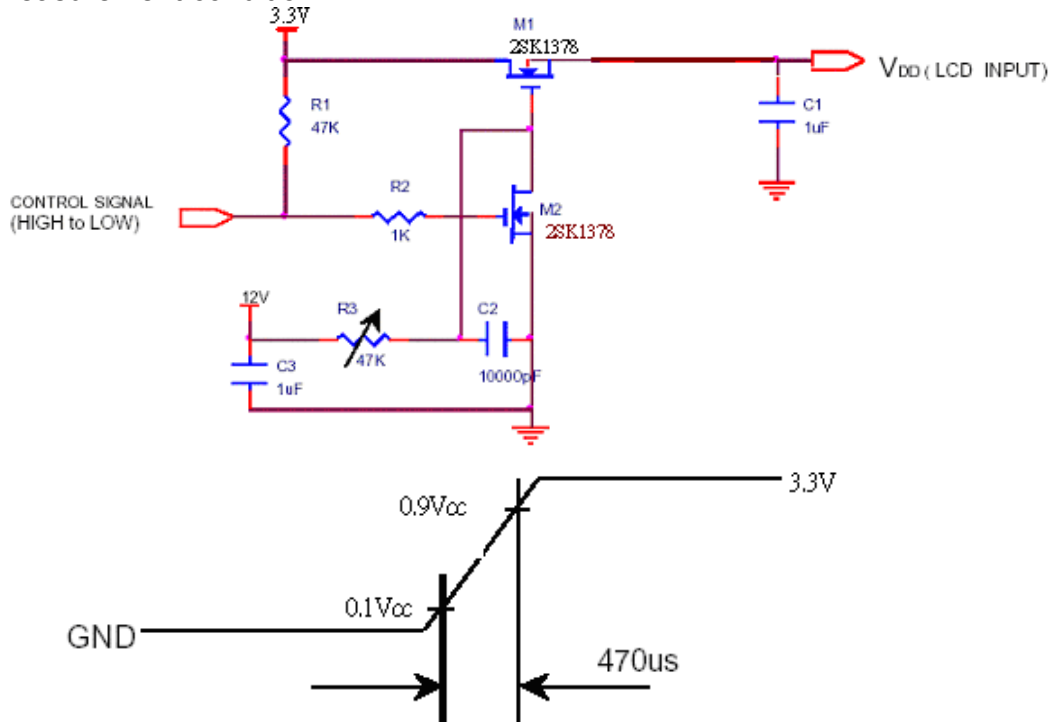 3.3V
M1
2SK1378
VDD ( LCD INPUT)
R1
47K
C1
1uF
CONTROL SIGNAL
(HIGH to LOW)
R2
1K
M2
2SK1378
12V
R3
47K
C2
10000pF
C3
1uF
3.3V
0.9Vcc
0.1Vcc
GND
470us